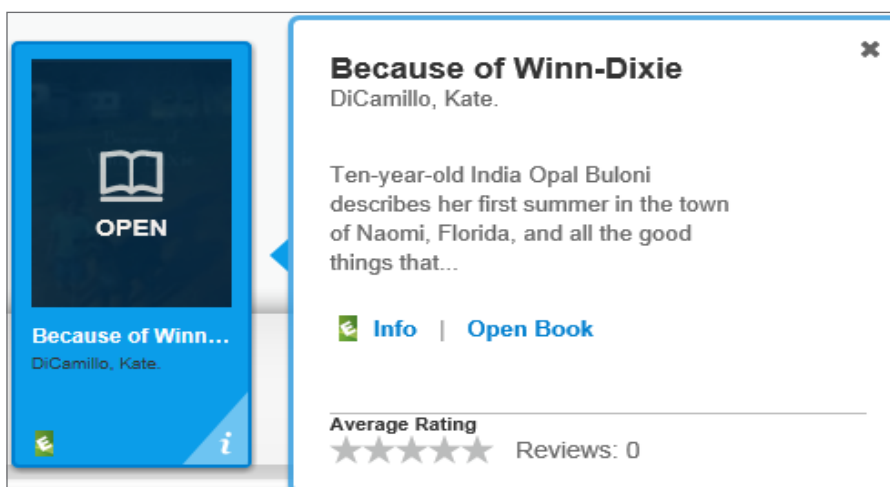 OPEN
Because of Winn...
DiCamillo, Kate.
i
Because of Winn-Dixie
DiCamillo, Kate.
Ten-year-old India Opal Buloni
describes her first summer in the town
of Naomi, Florida, and all the good
things that...
Info | Open Book
Average Rating
Reviews: 0